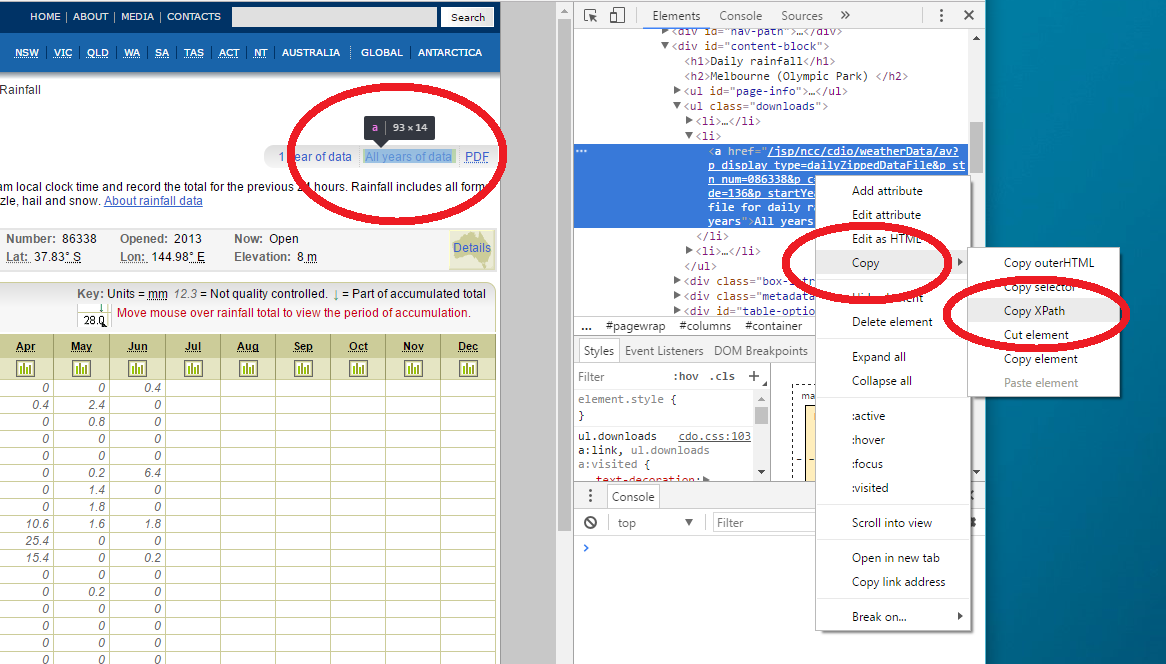 HOME | ABOUT | MEDIA | CONTACTS Search
NSW VIC QLD WA SA TAS ACT NT AUSTRALIA GLOBAL ANTARCTICA
Rainfall
a 93 × 14
1 ear of data All years of data PDF
am local clock time and record the total for the previous 24 hours. Rainfall includes all form
zle, hail and snow. About rainfall data
Number: 86338 Opened: 2013 Now: Open
Lat: 37.83° S Lon: 144.98° E Elevation: 8 m
Details
Key: Units = mm 12.3 = Not quality controlled. ↓ = Part of accumulated total
28.0 Move mouse over rainfall total to view the period of accumulation.
Apr May Jun Jul Aug Sep Oct Nov Dec
0 0 0.4
0.4 2.4 0
0 0.8 0
0 0 0
0 0 0
0 0.2 6.4
0 1.4 0
0 1.8 0
10.6 1.6 1.8
25.4 0 0
15.4 0 0.2
0 0 0
0 0.2 0
0 0 0
0 0 0
0 0 0
0 0 0
Elements Console Sources »
<div id="nav-path">…</div>
<div id="content-block">
<h1>Daily rainfall</h1>
<h2>Melbourne (Olympic Park) </h2>
<ul id="page-info">…</ul>
<ul class="downloads">
<li>…</li>
<li>
<a href="/jsp/ncc/cdio/weatherData/av?
p_display_type=dailyZippedDataFile&p_st
n_num=086338&p_c
de=136&p_startYea
file for daily ra
years">All years
</li>
<li>…</li>
</ul>
<div class="box-intr
<div class="metadata
<div id="table-optio
... #pagewrap #columns #container
Styles Event Listeners DOM Breakpoints
Filter :hov .cls +
element.style {
}
ul.downloads cdo.css:103
a:link, ul.downloads
a:visited {
text-decoration:
ma
Console
top Filter
Add attribute
Edit attribute
Edit as HTML
Copy
Hide element
Delete element
Expand all
Collapse all
:active
:hover
:focus
:visited
Scroll into view
Open in new tab
Copy link address
Break on...
Copy outerHTML
Copy selector
Copy XPath
Cut element
Copy element
Paste element